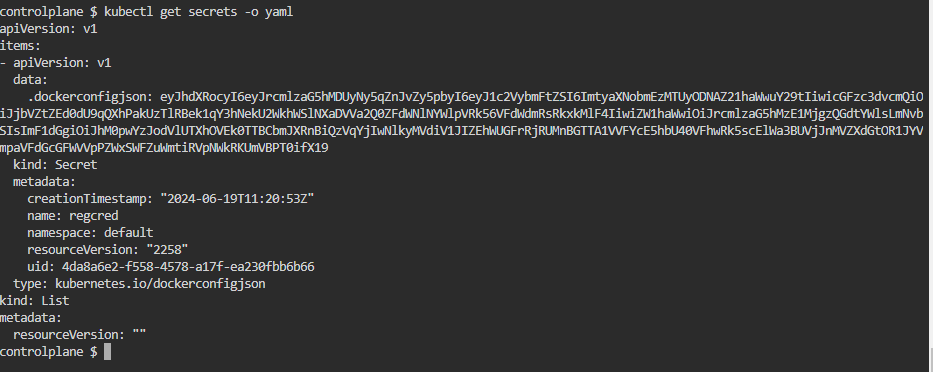 controlplane $ kubectl get secrets -o yaml
apiVersion: v1
items:
- apiVersion: v1
  data:
    .dockerconfigjson:
  kind: Secret
  metadata:
    creationTimestamp: "2024-06-19T11:20:53Z"
    name: regcred
    namespace: default
    resourceVersion: "2258"
    uid: 4da8a6e2-f558-4578-a17f-ea230fbb6b66
  type: kubernetes.io/dockerconfigjson
kind: List
metadata:
  resourceVersion: ""
controlplane $